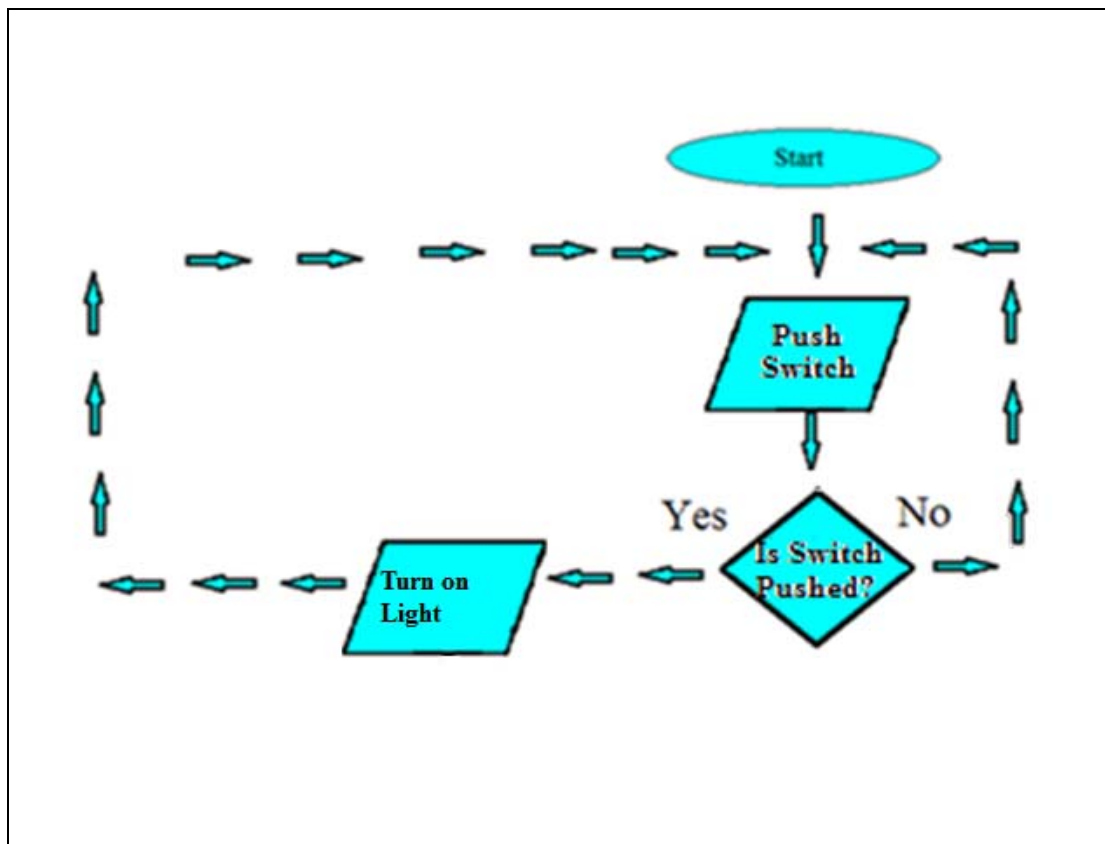 Start
Push
Switch
Yes
No
Is Switch
Pushed?
Turn on
Light